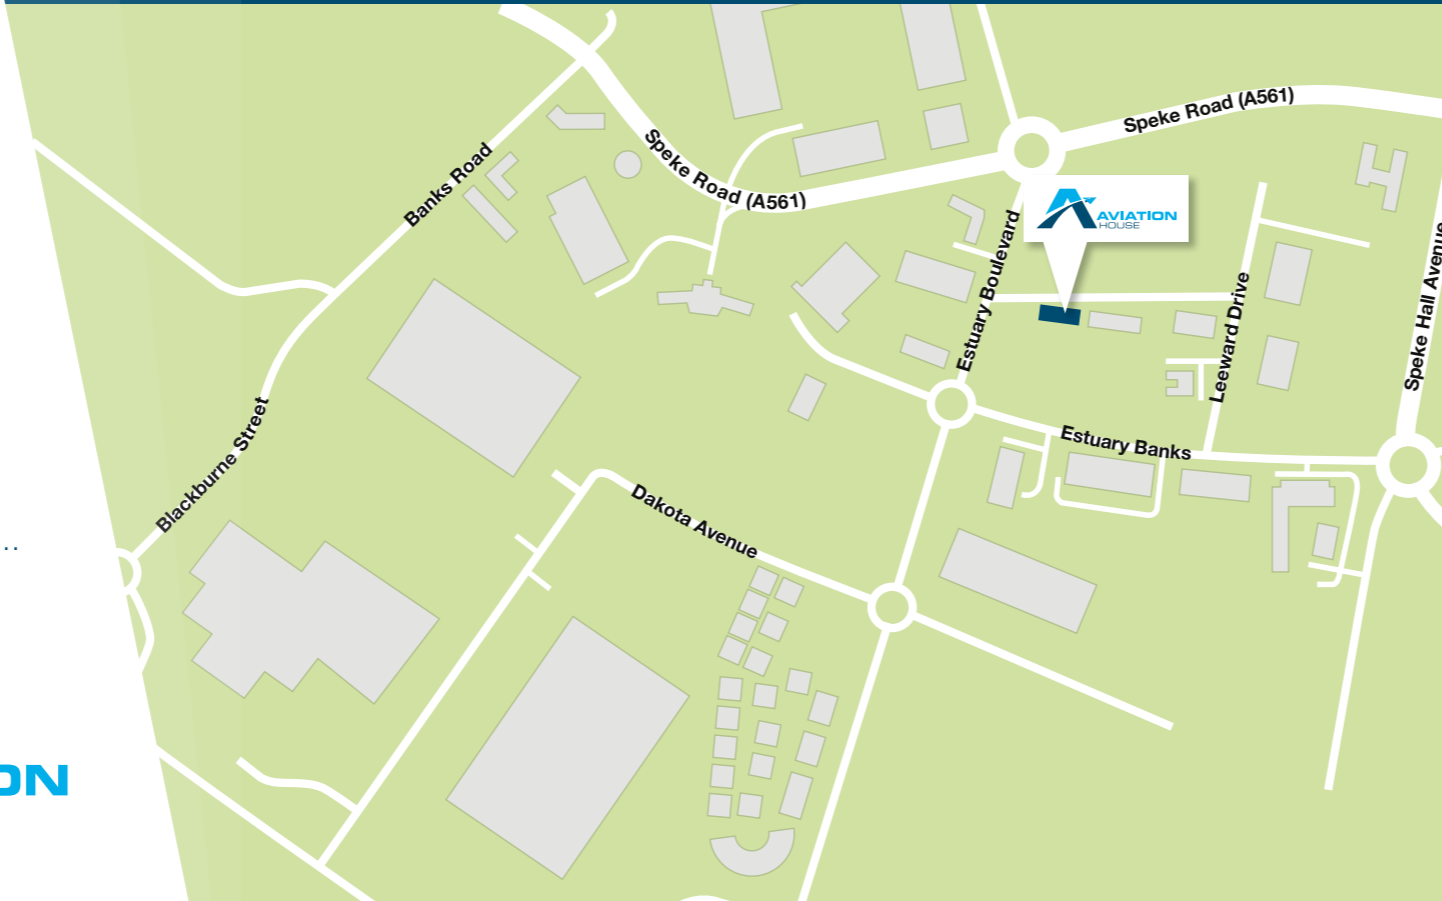 Speke Road (A561)
Banks Road
Speke Road (A561)
AVIATION
HOUSE
Estuary Boulevard
Leeward Drive
Speke Hall Avenue
Blackburne Street
Estuary Banks
Dakota Avenue
..
ON